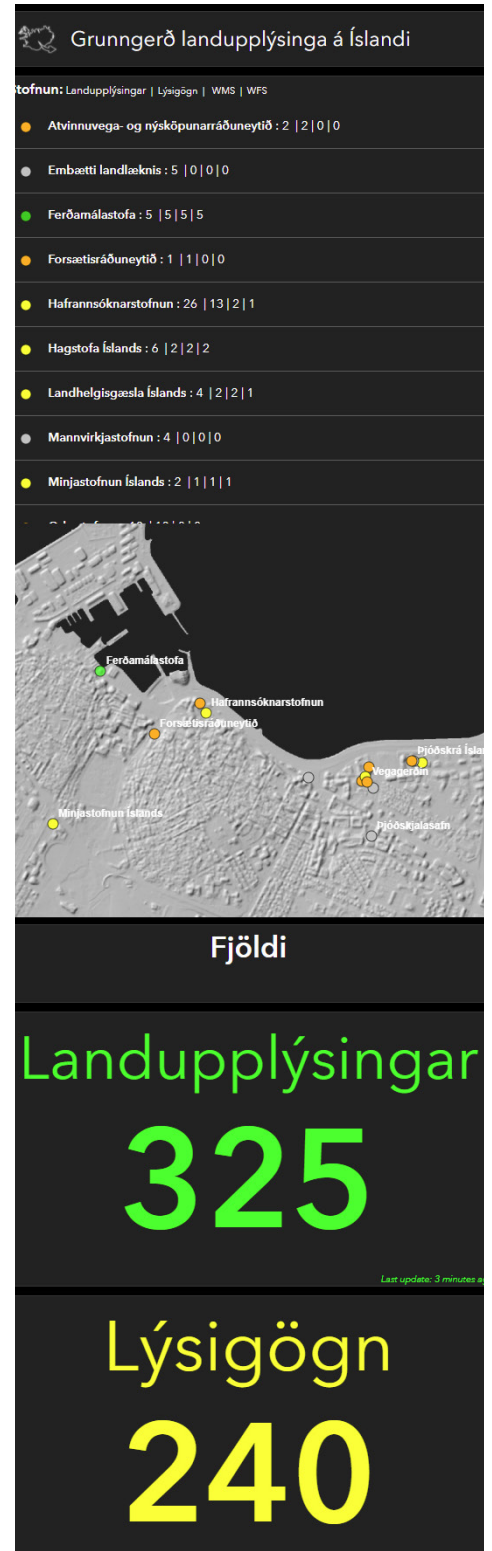 Grunngerð landupplýsinga á Íslandi
Stofnun: Landupplýsingar | Lýsigögn | WMS | WFS
Atvinnuvega- og nýsköpunarráðuneytið : 2 | 2 | 0 | 0
Embætti landlæknis : 5 | 0 | 0 | 0
Ferðamálastofa : 5 | 5 | 5 | 5
Forsætisráðuneytið : 1 | 1 | 0 | 0
Hafrannsóknarstofnun : 26 | 13 | 2 | 1
Hagstofa Íslands : 6 | 2 | 2 | 2
Landhelgisgæsla Íslands : 4 | 2 | 2 | 1
Mannvirkjastofnun : 4 | 0 | 0 | 0
Minjastofnun Íslands : 2 | 1 | 1 | 1
Ferðamálastofa
Hafrannsóknarstofnun
Forsætisráðuneytið
Þjóðskrá Íslan
Vegagerðin
Minjastofnun Íslands
Þjóðskjalasafn
Fjöldi
Landupplýsingar
325
Last update: 3 minutes a
Lýsigögn
240